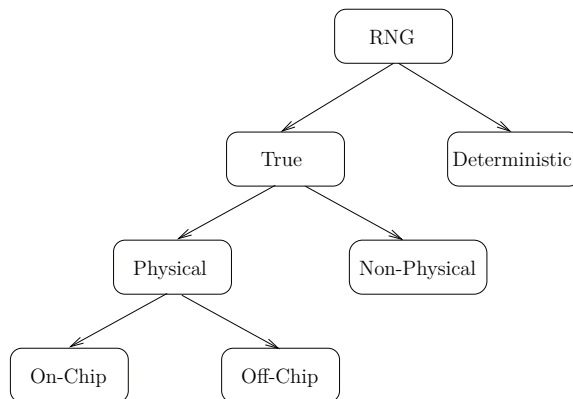 RNG
True
Deterministic
Physical
Non-Physical
On-Chip
Off-Chip